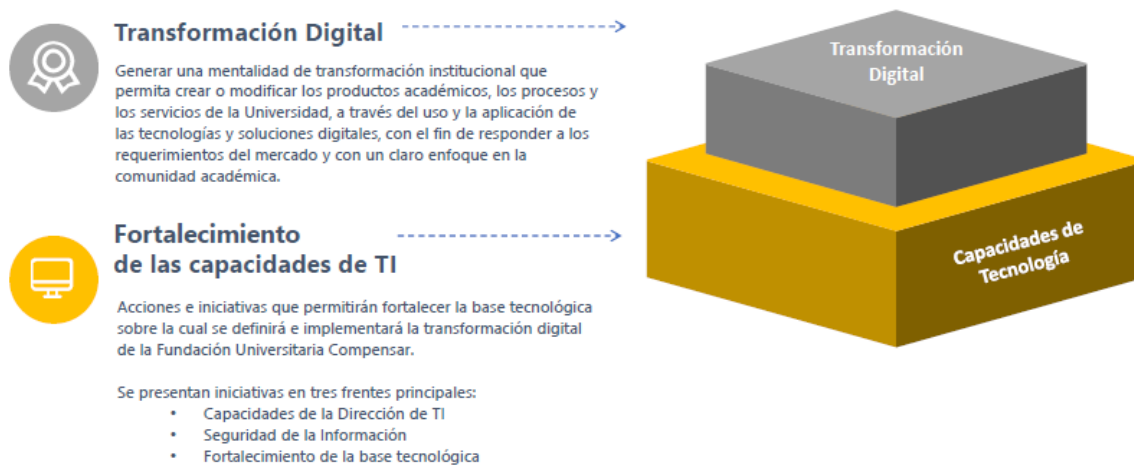 Transformación Digital
Generar una mentalidad de transformación institucional que
permita crear o modificar los productos académicos, los procesos y
los servicios de la Universidad, a través del uso y la aplicación de
las tecnologías y soluciones digitales, con el fin de responder a los
requerimientos del mercado y con un claro enfoque en la
comunidad académica.
Fortalecimiento
de las capacidades de TI
Acciones e iniciativas que permitirán fortalecer la base tecnológica
sobre la cual se definirá e implementará la transformación digital
de la Fundación Universitaria Compensar.
Se presentan iniciativas en tres frentes principales:
• Capacidades de la Dirección de TI
• Seguridad de la Información
• Fortalecimiento de la base tecnológica
Transformación
Digital
Capacidades de
Tecnología